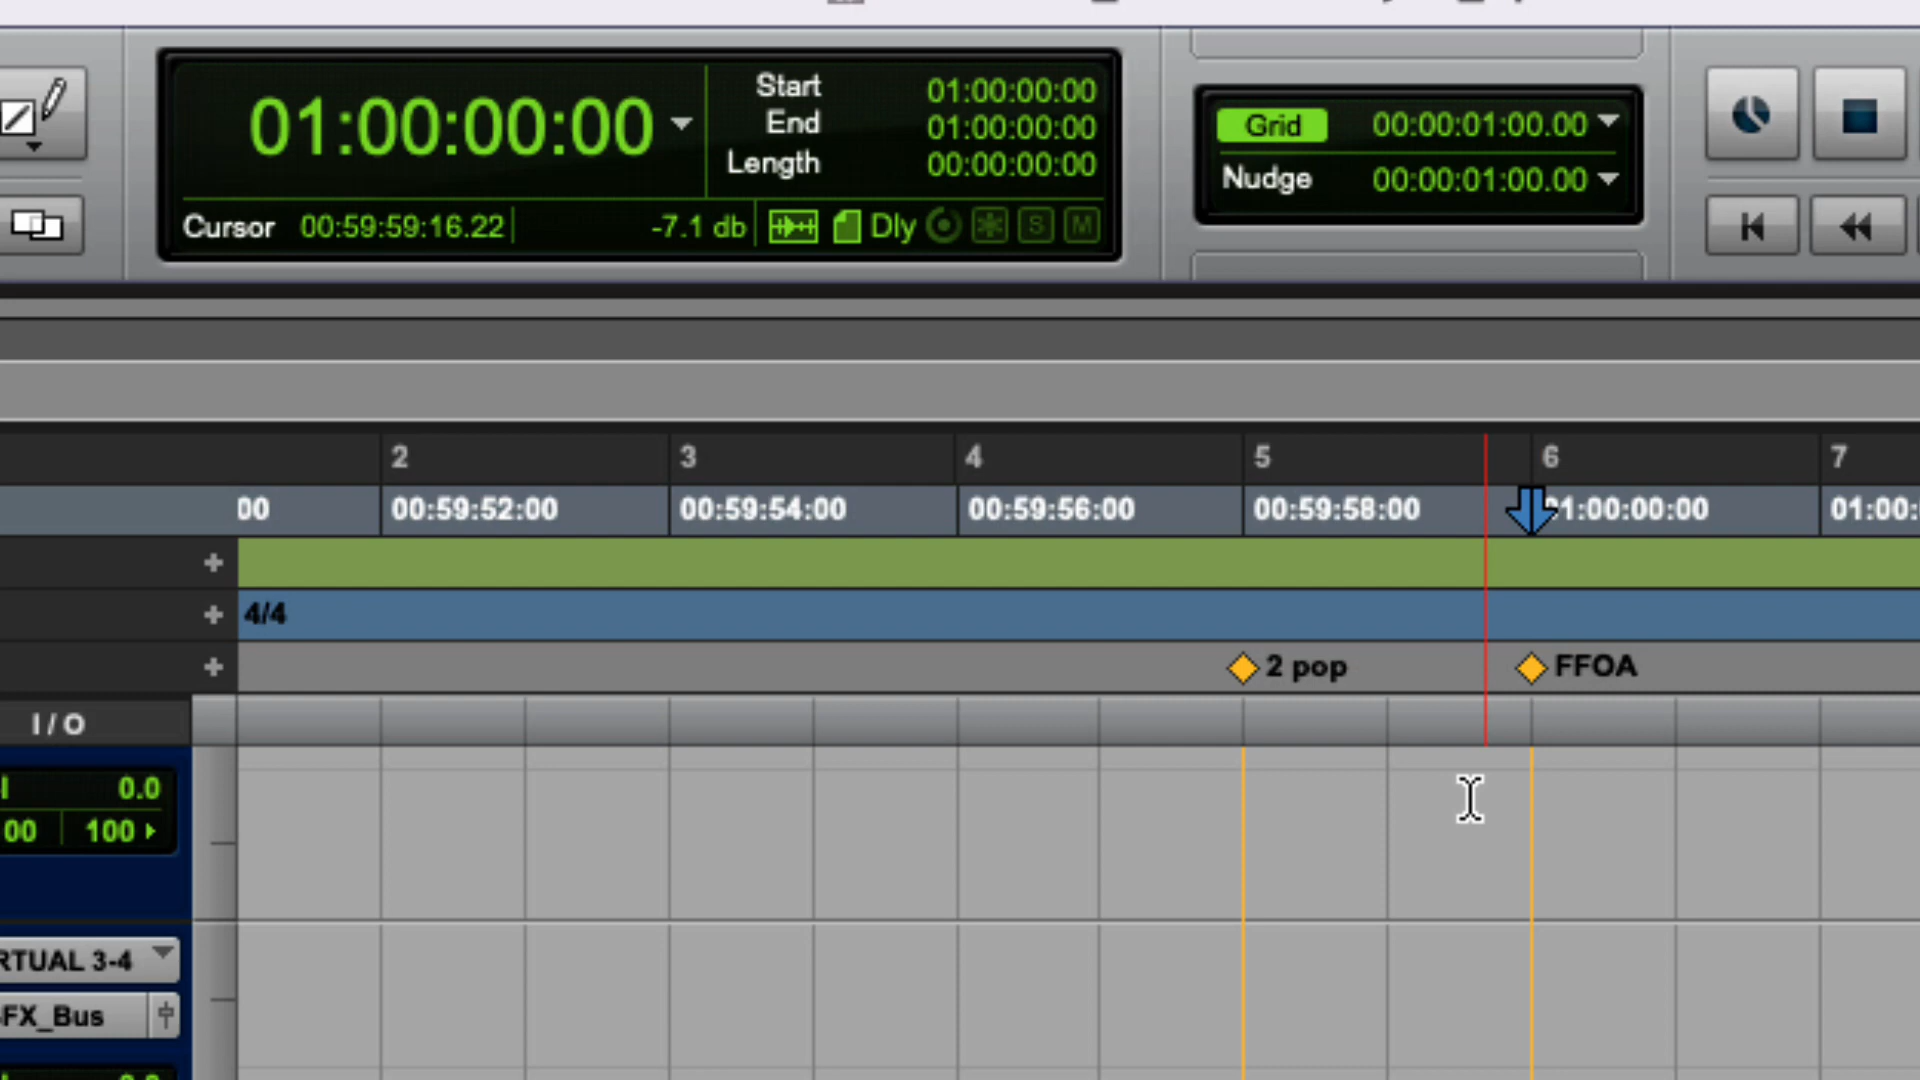 Start 01:00:00:00
01:00:00:00
End 01:00:00:00
Length 00:00:00:00
Cursor 00:59:59:16.22 -7.1 db Dly S M
Grid 00:00:01:00.00
Nudge 00:00:01:00.00
2 3 4 5 6 7
00 00:59:52:00 00:59:54:00 00:59:56:00 00:59:58:00 1:00:00:00 01:00:
4/4
2 pop FFOA
I / O
0.0
00 100
RTUAL 3-4
FX_Bus